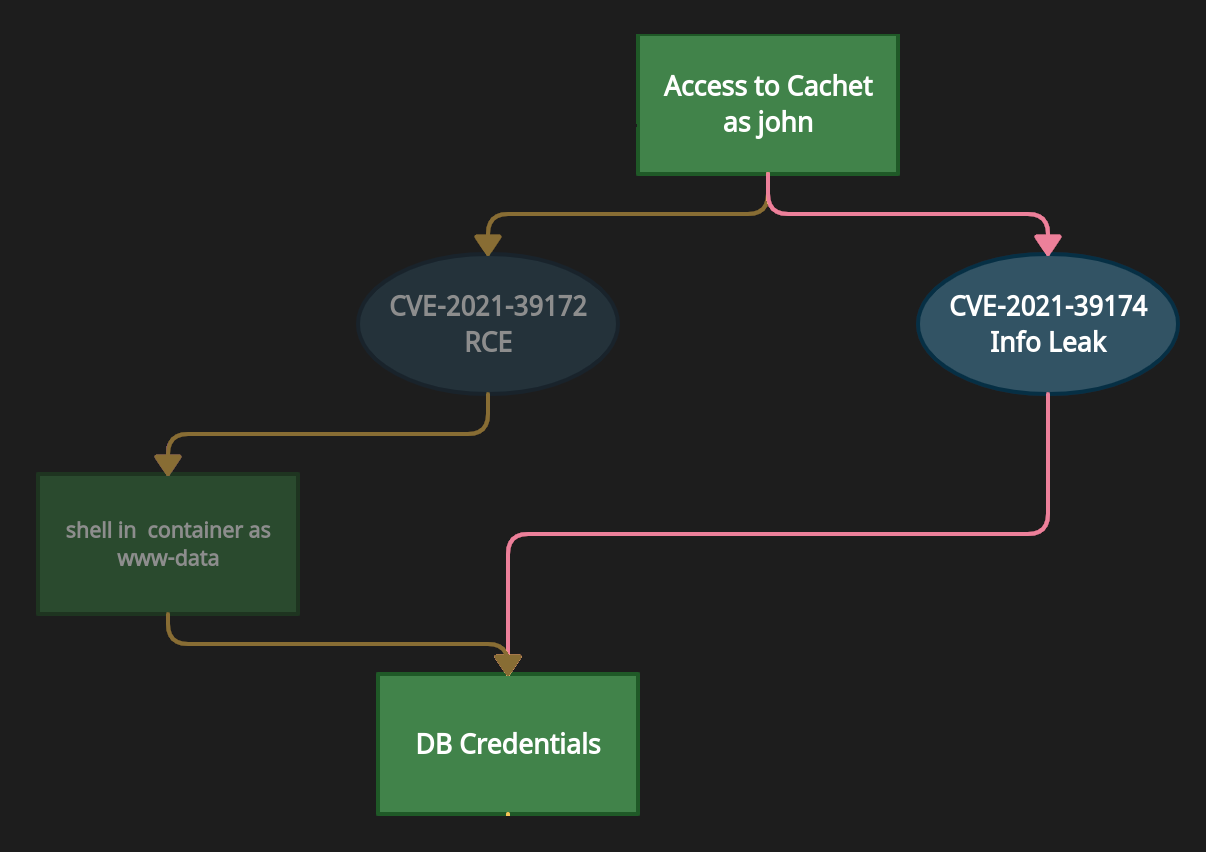 Access to Cachet
as john
CVE-2021-39172
RCE
CVE-2021-39174
Info Leak
shell in  container as
www-data
DB Credentials